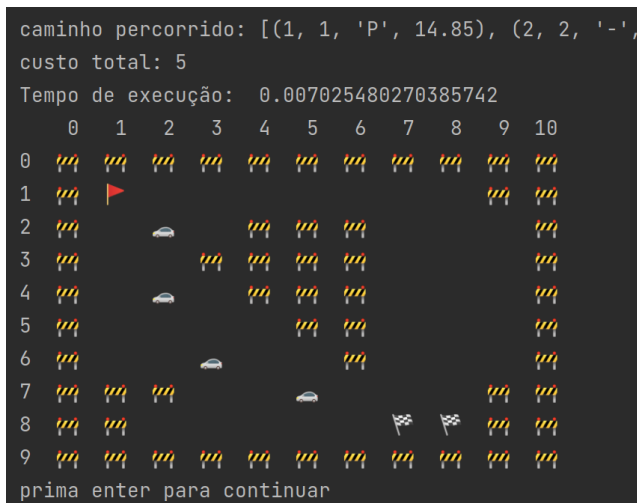 caminho percorrido: [(1, 1, 'P', 14.85), (2, 2, '-',
custo total: 5
Tempo de execução:  0.007025480270385742
0 1 2 3 4 5 6 7 8 9 10
0
1
2
3
4
5
6
7
8
9
prima enter para continuar